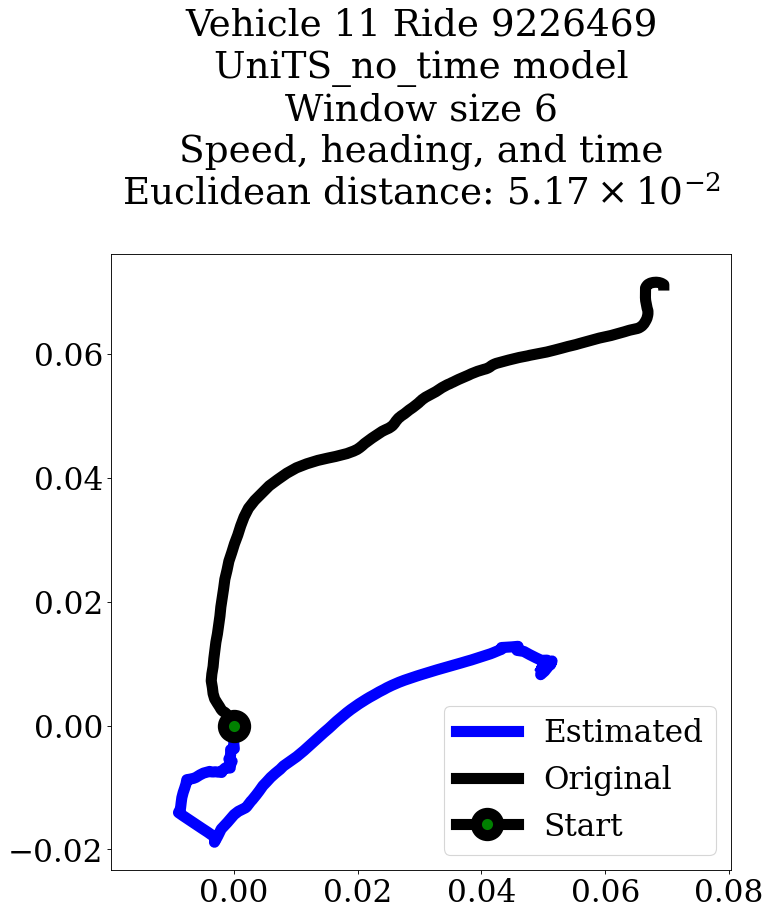 Vehicle 11 Ride 9226469
UniTS_no_time model
Window size 6
Speed, heading, and time
Euclidean distance: 5.17 × 10⁻²
0.06
0.04
0.02
0.00
−0.02
Estimated
Original
Start
0.00 0.02 0.04 0.06 0.08